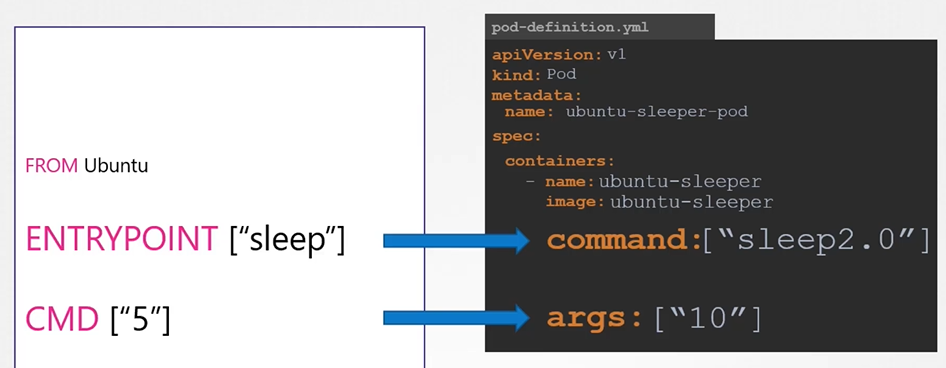 FROM Ubuntu
ENTRYPOINT [“sleep”]
CMD [“5”]
pod-definition.yml
apiVersion: v1
kind: Pod
metadata:
name: ubuntu-sleeper-pod
spec:
containers:
- name: ubuntu-sleeper
image: ubuntu-sleeper
command:[“sleep2.0”]
args: [“10”]